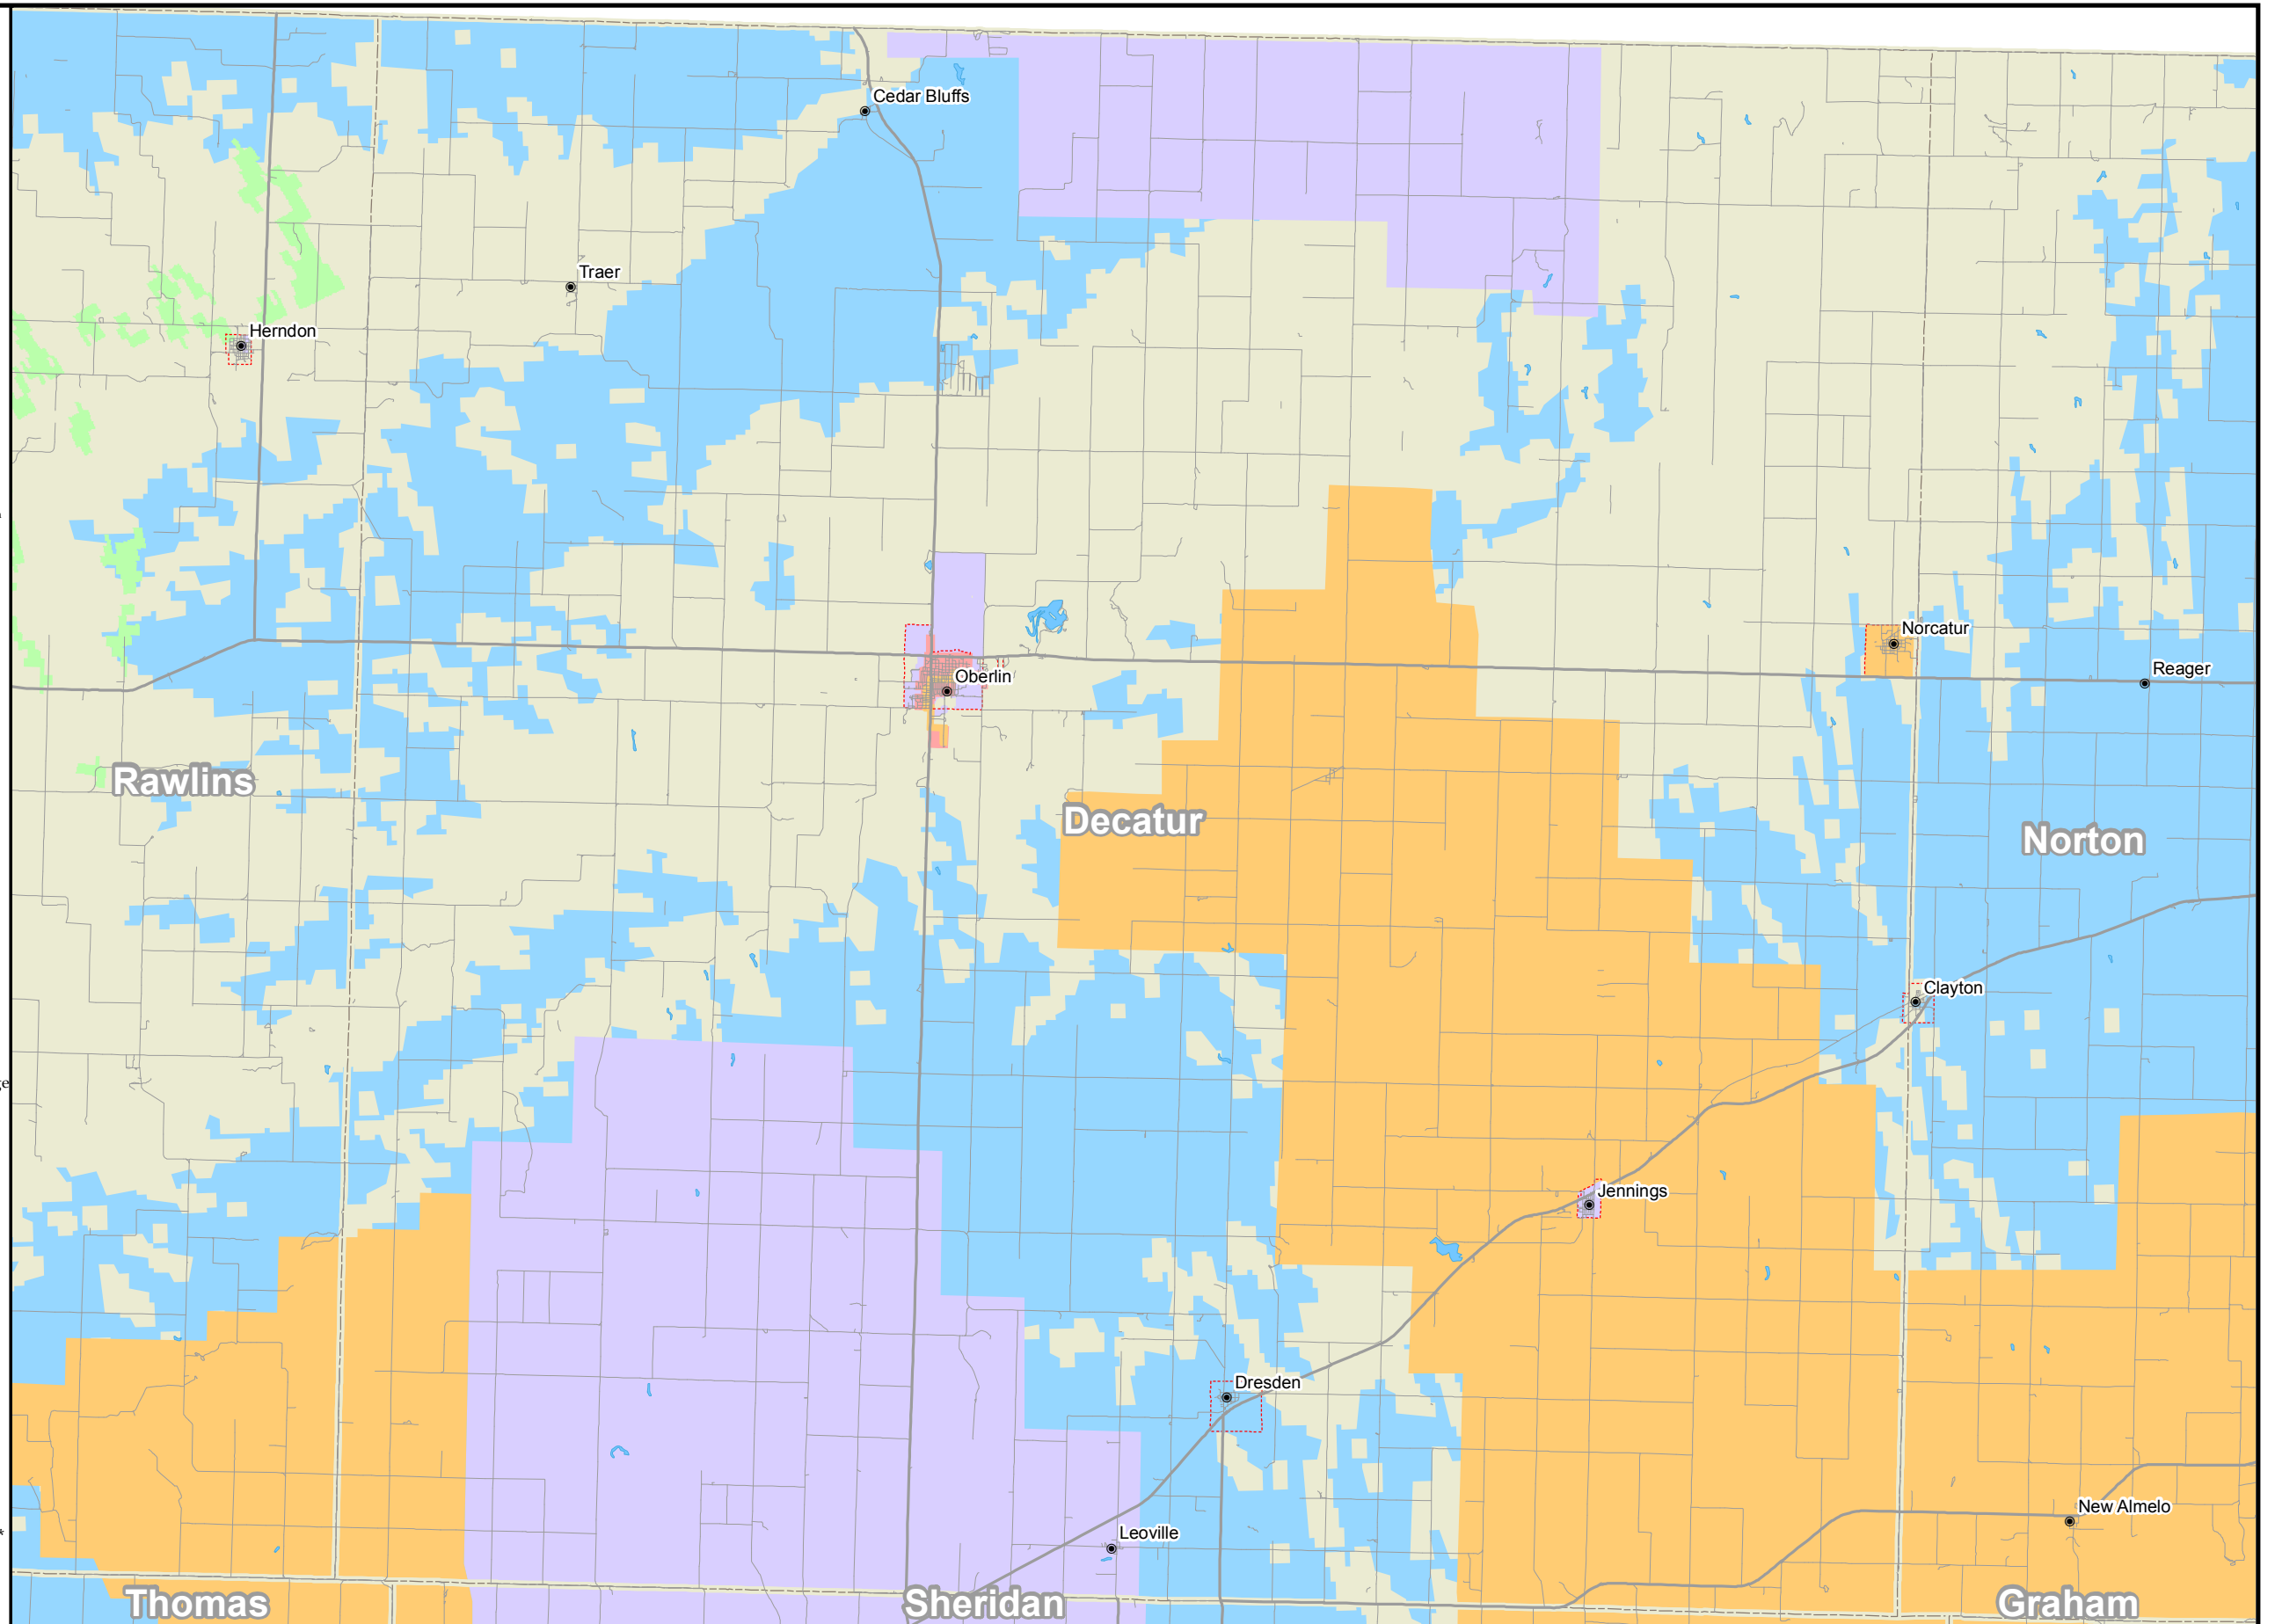 Cedar Bluffs
Traer
Herndon
Norcatur
Reager
Oberlin
Rawlins
Decatur
Norton
Clayton
ge
Jennings
Dresden
New Almelo
*
Leoville
Thomas
Sheridan
Graham